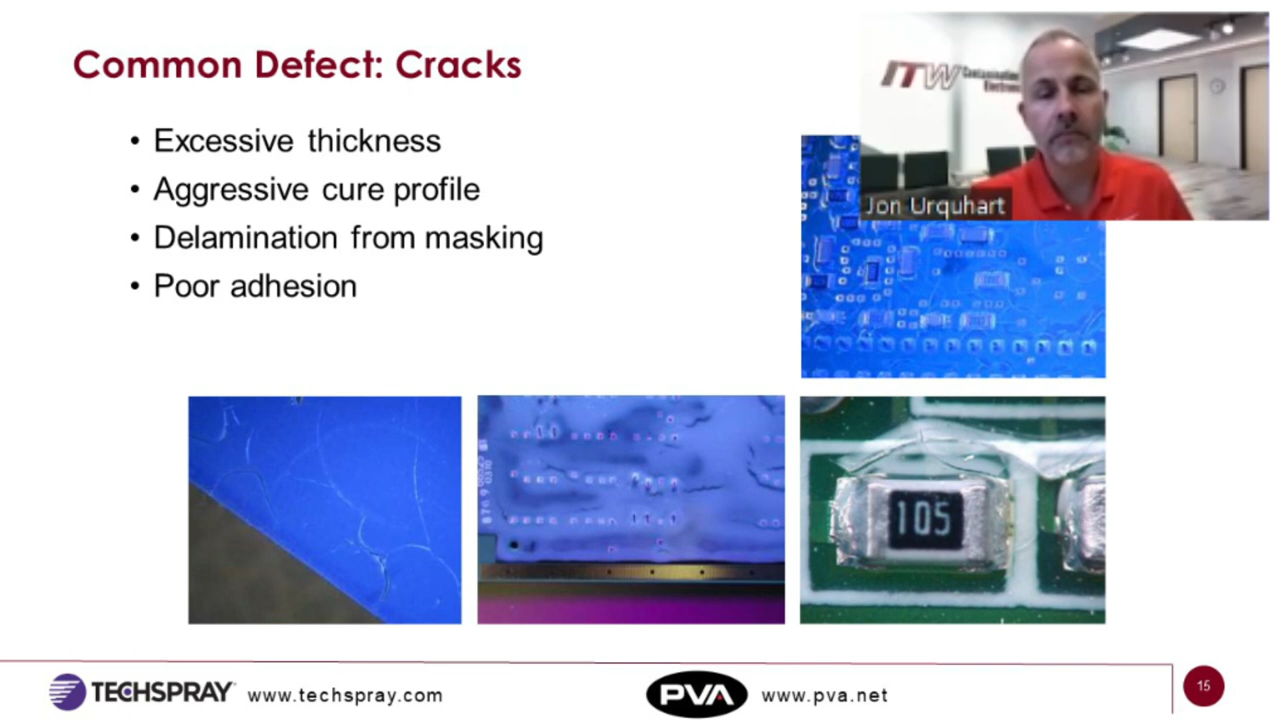 Common Defect: Cracks
• Excessive thickness
• Aggressive cure profile
• Delamination from masking
• Poor adhesion
ITW
Jon Urquhart
105
TECHSPRAY
www.techspray.com
PVA
www.pva.net
15